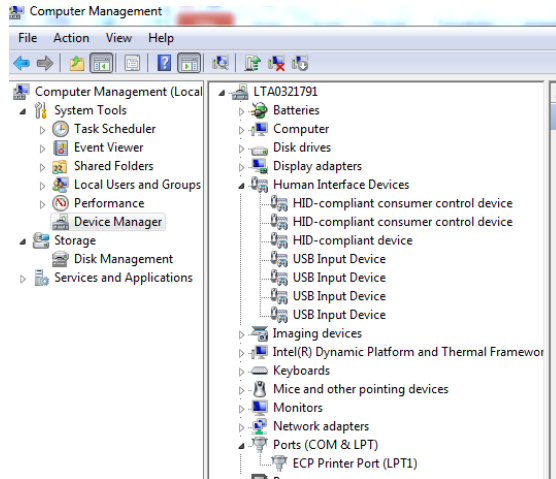 Computer Management
File Action View Help
Computer Management (Local
System Tools
Task Scheduler
Event Viewer
Shared Folders
Local Users and Groups
Performance
Device Manager
Storage
Disk Management
Services and Applications
LTA0321791
Batteries
Computer
Disk drives
Display adapters
Human Interface Devices
HID-compliant consumer control device
HID-compliant consumer control device
HID-compliant device
USB Input Device
USB Input Device
USB Input Device
USB Input Device
Imaging devices
Intel(R) Dynamic Platform and Thermal Framewor
Keyboards
Mice and other pointing devices
Monitors
Network adapters
Ports (COM & LPT)
ECP Printer Port (LPT1)